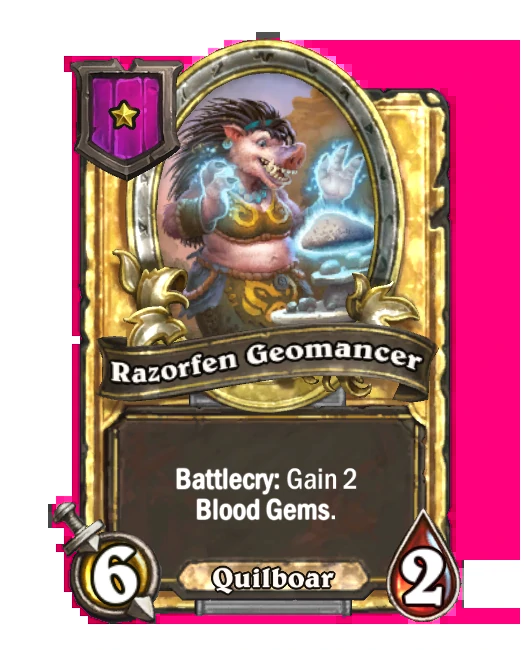 Razorfen Geomancer
Battlecry: Gain 2
Blood Gems.
6
Quilboar
2